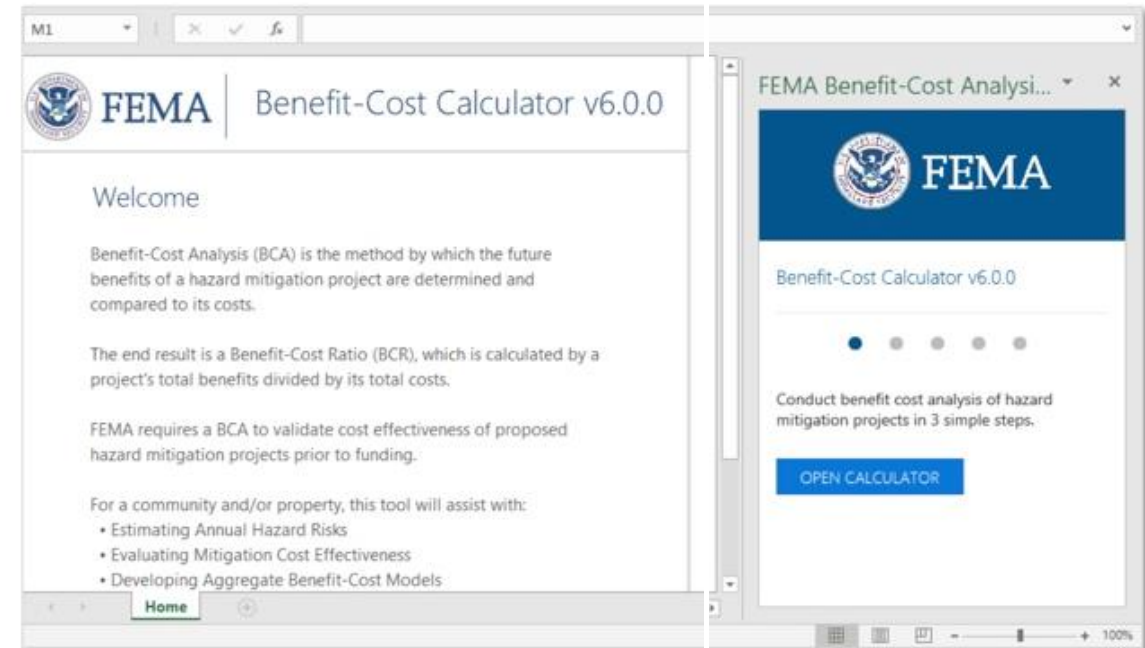 M1
fx
FEMA
Benefit-Cost Calculator v6.0.0
Welcome
Benefit-Cost Analysis (BCA) is the method by which the future
benefits of a hazard mitigation project are determined and
compared to its costs.
The end result is a Benefit-Cost Ratio (BCR), which is calculated by a
project's total benefits divided by its total costs.
FEMA requires a BCA to validate cost effectiveness of proposed
hazard mitigation projects prior to funding.
For a community and/or property, this tool will assist with:
• Estimating Annual Hazard Risks
• Evaluating Mitigation Cost Effectiveness
• Developing Aggregate Benefit-Cost Models
Home
FEMA Benefit-Cost Analysi...
FEMA
Benefit-Cost Calculator v6.0.0
Conduct benefit cost analysis of hazard
mitigation projects in 3 simple steps.
OPEN CALCULATOR
100%